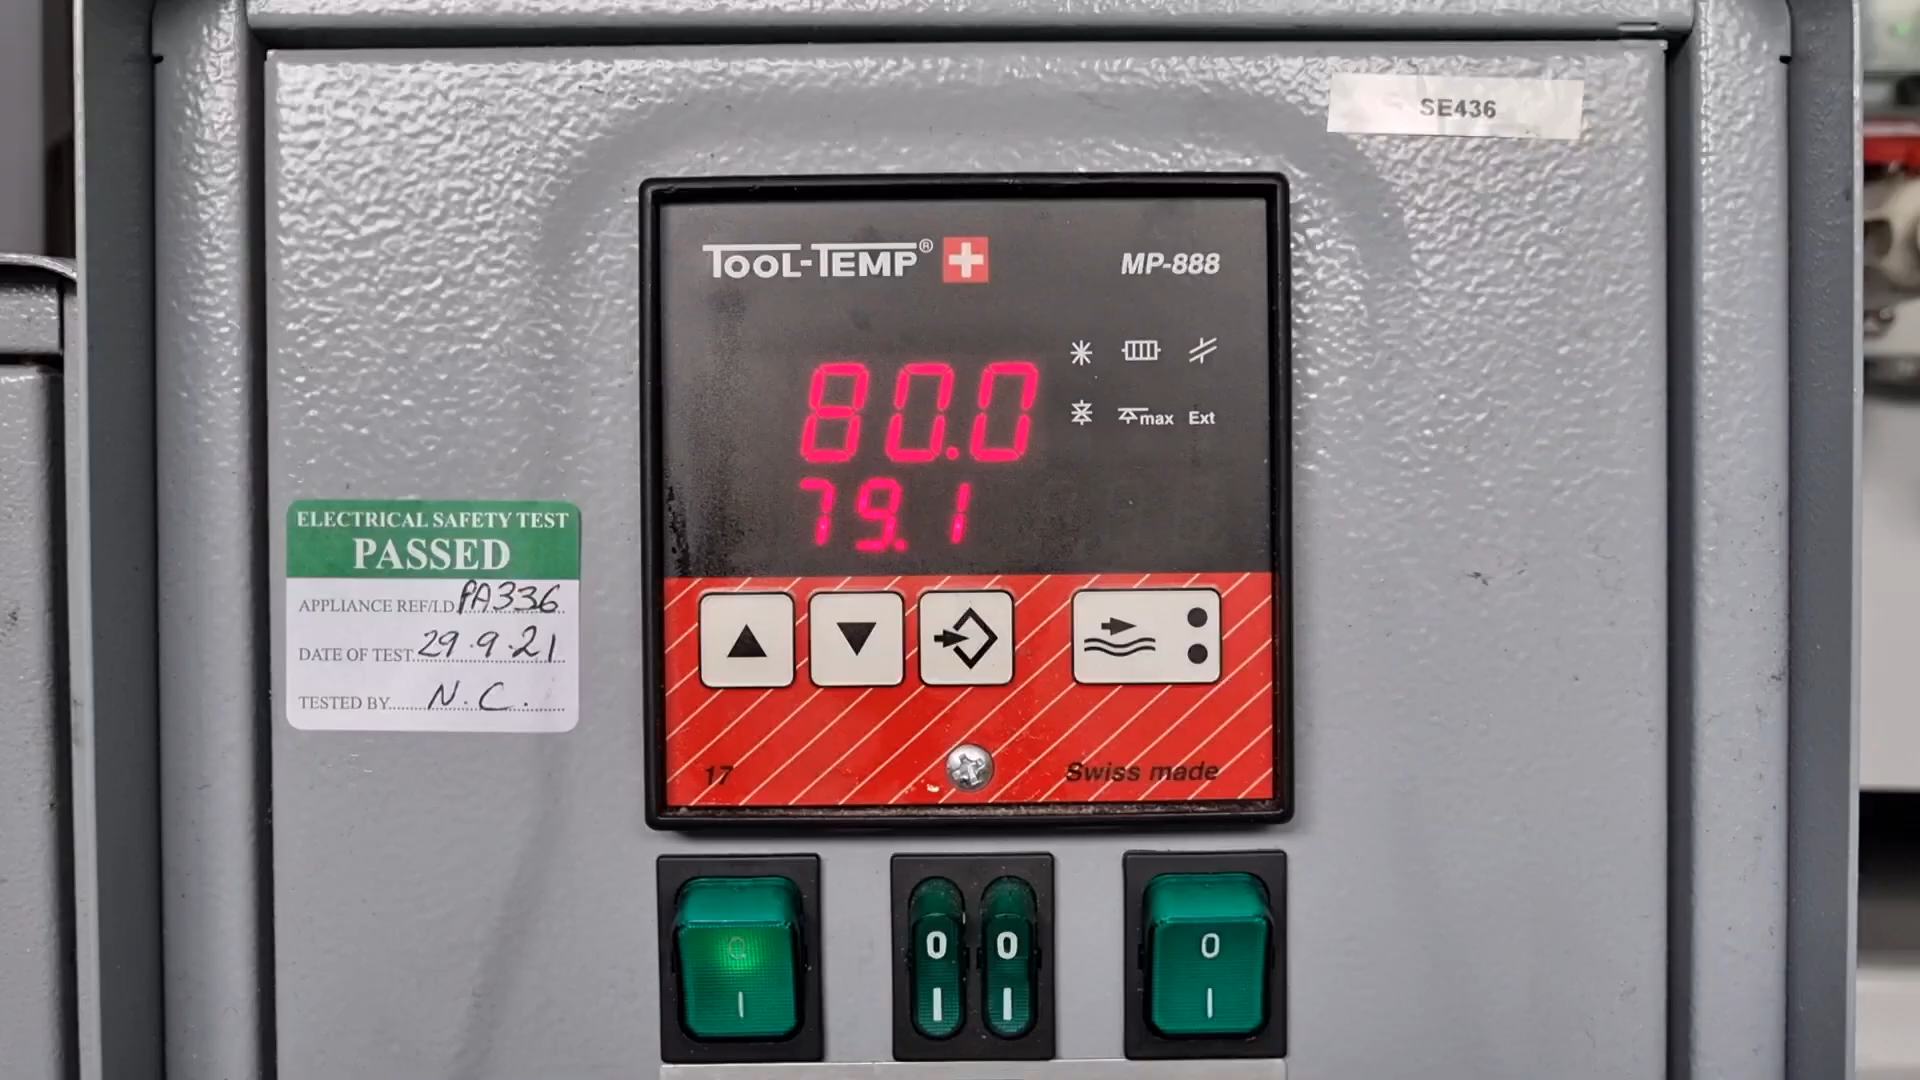 SE436
TOOL-TEMP®
MP-888
80.0
max Ext
79.1
ELECTRICAL SAFETY TEST
PASSED
APPLIANCE REF/I.D PA336
DATE OF TEST 29.9.21
TESTED BY N.C.
17
Swiss made
0 0 0 0
I I I I